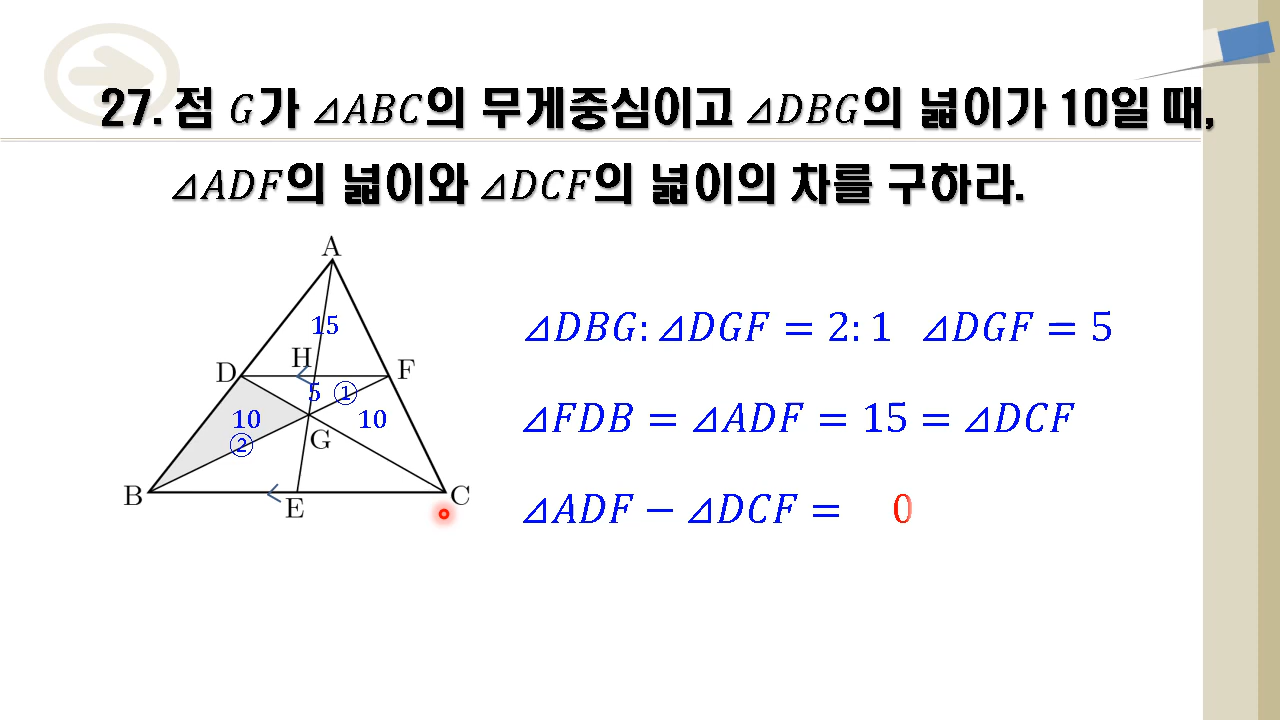 27. 점 G가 ⊿ABC의 무게중심이고 ⊿DBG의 넓이가 10일 때,
⊿ADF의 넓이와 ⊿DCF의 넓이의 차를 구하라.
A
15
H
D
F
5 ①
10
10
G
②
B
E
C
⊿DBG: ⊿DGF = 2: 1 ⊿DGF = 5
⊿FDB = ⊿ADF = 15 = ⊿DCF
⊿ADF − ⊿DCF = 0